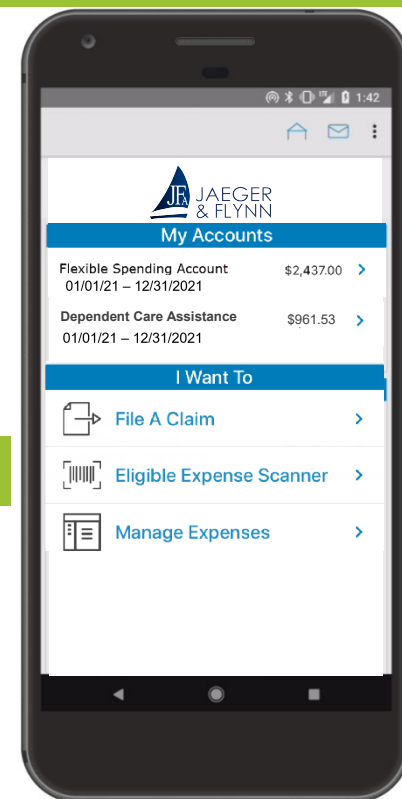 LTE 1:42
JFA JAEGER
& FLYNN
My Accounts
Flexible Spending Account $2,437.00
01/01/21 – 12/31/2021
Dependent Care Assistance $961.53
01/01/21 – 12/31/2021
I Want To
File A Claim
Eligible Expense Scanner
Manage Expenses